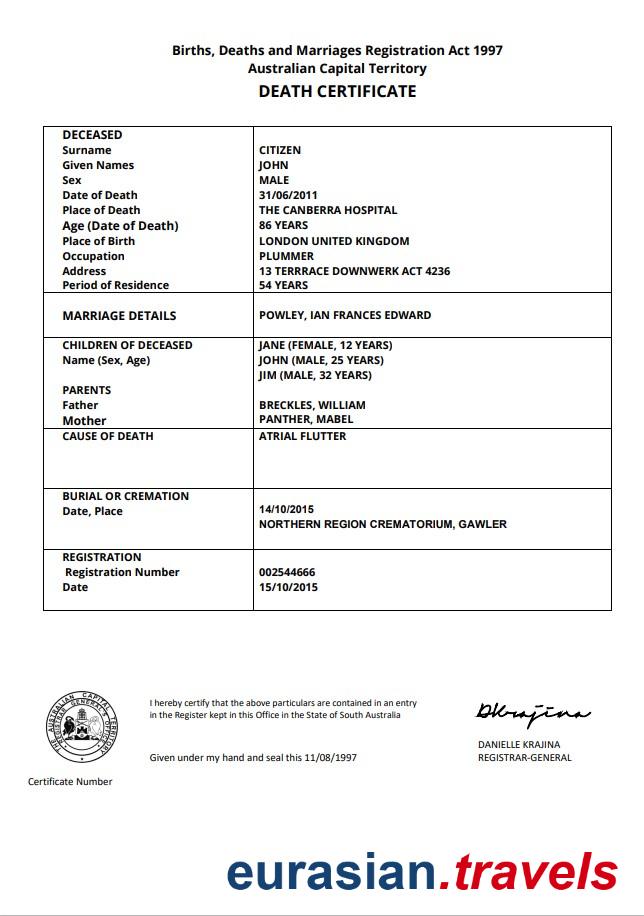 Births, Deaths and Marriages Registration Act 1997
Australian Capital Territory
DEATH CERTIFICATE
DECEASED
Surname CITIZEN
Given Names JOHN
Sex MALE
Date of Death 31/06/2011
Place of Death THE CANBERRA HOSPITAL
Age (Date of Death) 86 YEARS
Place of Birth LONDON UNITED KINGDOM
Occupation PLUMMER
Address 13 TERRRACE DOWNWERK ACT 4236
Period of Residence 54 YEARS
MARRIAGE DETAILS POWLEY, IAN FRANCES EDWARD
CHILDREN OF DECEASED JANE (FEMALE, 12 YEARS)
Name (Sex, Age) JOHN (MALE, 25 YEARS)
JIM (MALE, 32 YEARS)
PARENTS
Father BRECKLES, WILLIAM
Mother PANTHER, MABEL
CAUSE OF DEATH ATRIAL FLUTTER
BURIAL OR CREMATION
Date, Place 14/10/2015
NORTHERN REGION CREMATORIUM, GAWLER
REGISTRATION
Registration Number 002544666
Date 15/10/2015
THE AUSTRALIAN CAPITAL TERRITORY
REGISTRAR GENERAL'S OFFICE
I hereby certify that the above particulars are contained in an entry
in the Register kept in this Office in the State of South Australia
Given under my hand and seal this 11/08/1997
DKrajina
DANIELLE KRAJINA
REGISTRAR-GENERAL
Certificate Number
eurasian.travels